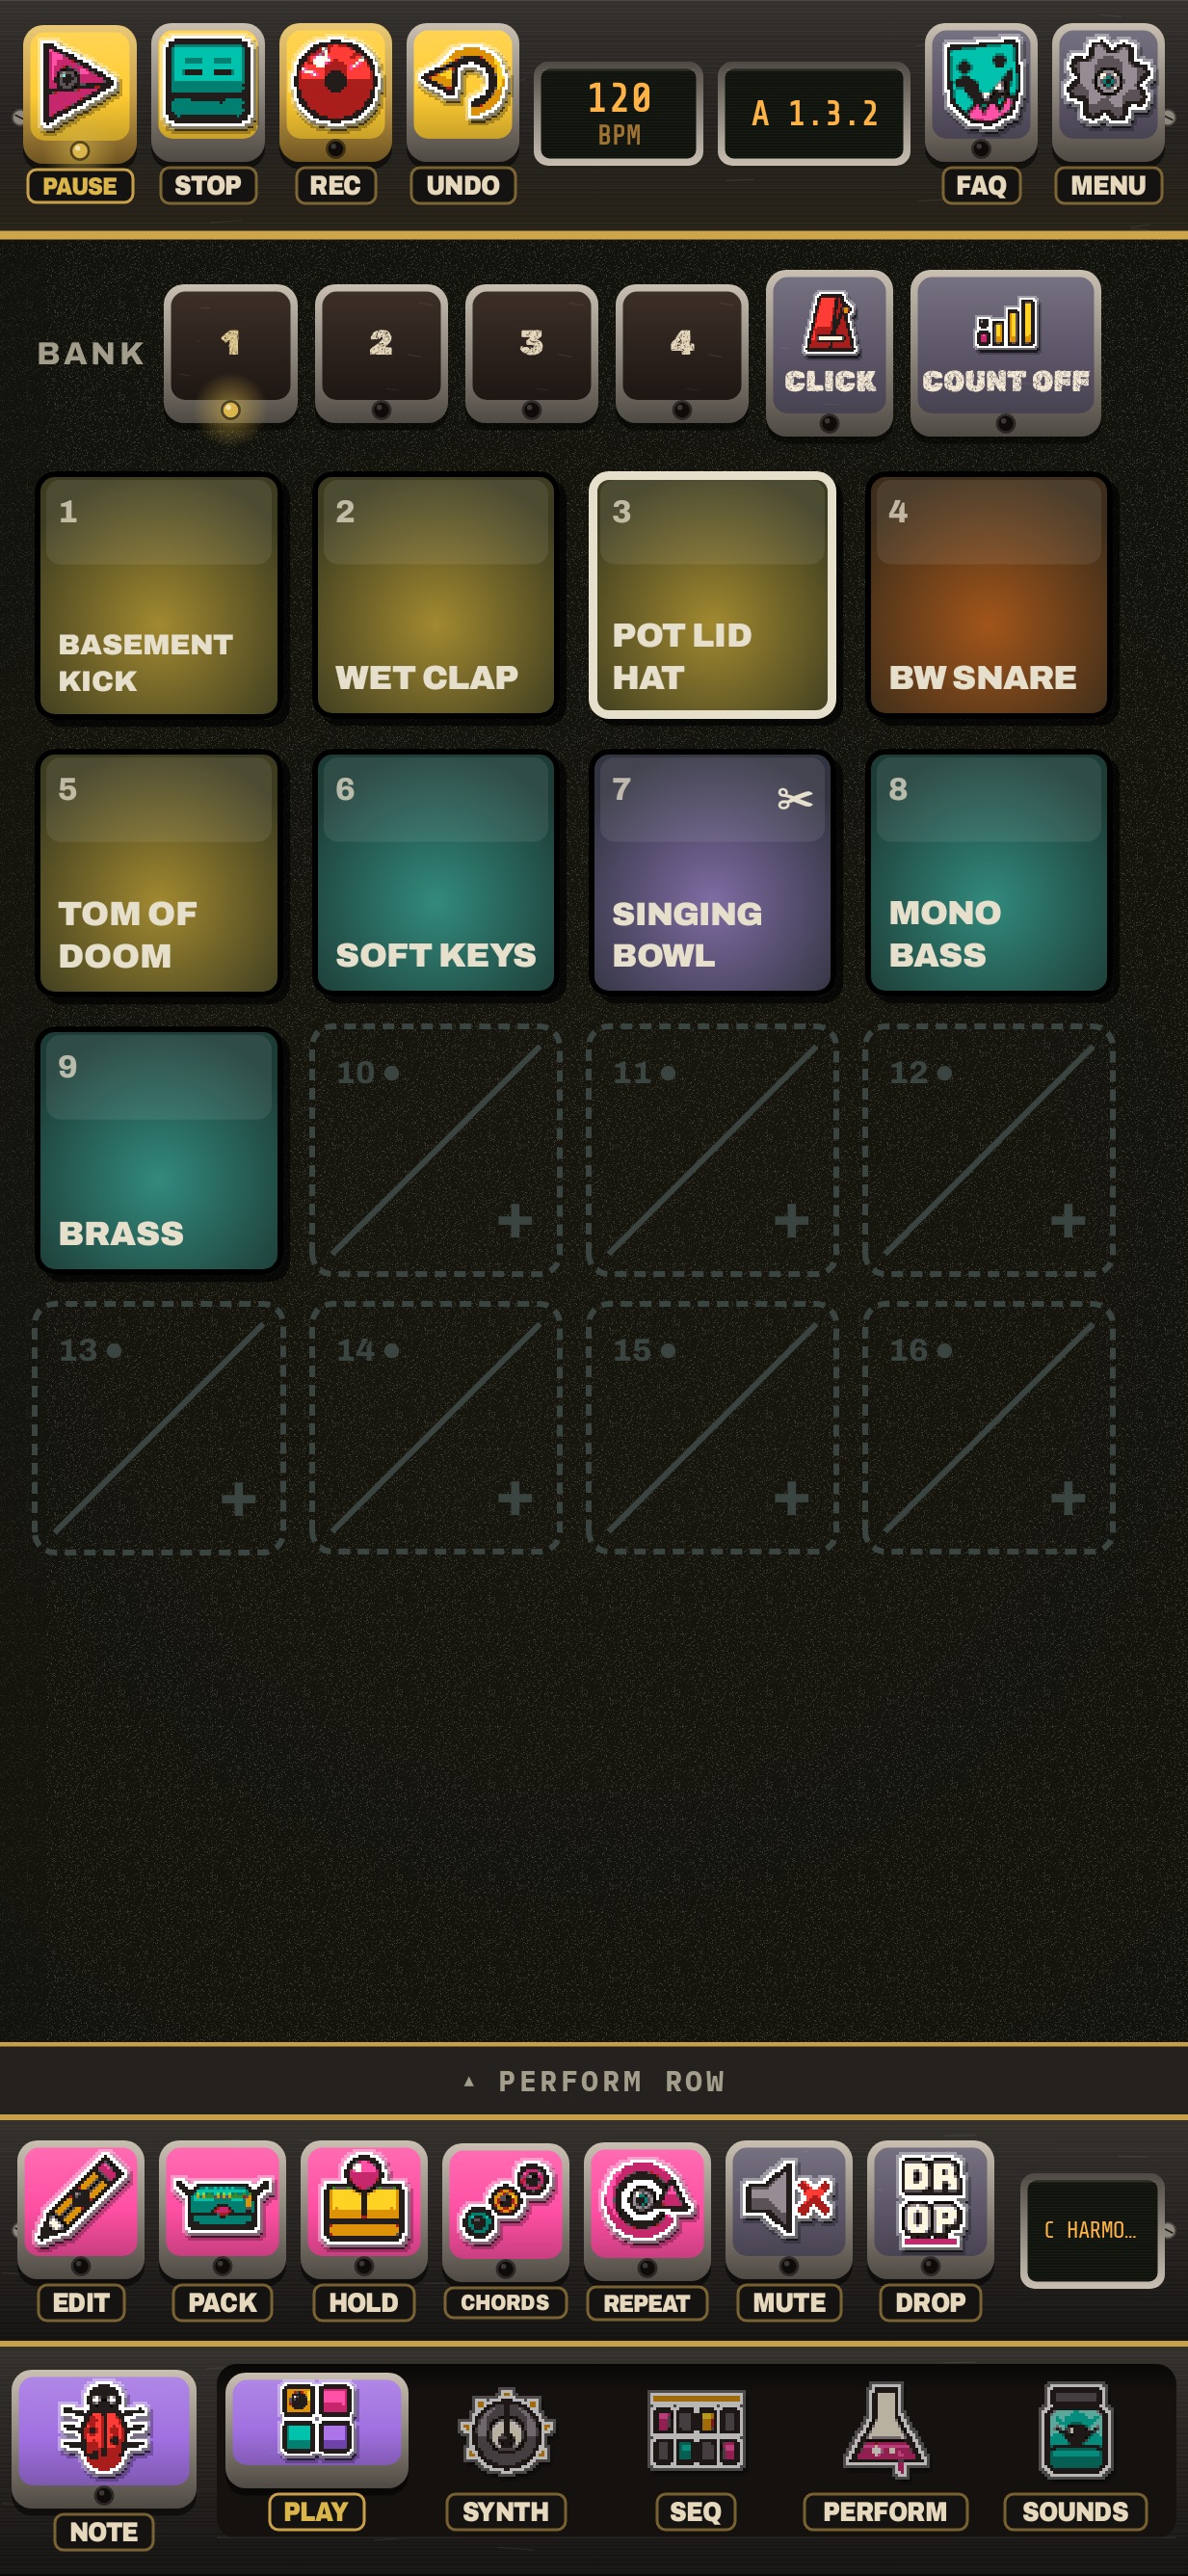 PAUSE STOP REC UNDO 120 BPM A 1.3.2 FAQ MENU
BANK 1 2 3 4 CLICK COUNT OFF
1 2 3 4
BASEMENT KICK
WET CLAP
POT LID HAT
BW SNARE
5 6 7 8
TOM OF DOOM
SOFT KEYS
SINGING BOWL
MONO BASS
9 10 11 12
BRASS
13 14 15 16
PERFORM ROW
DR OP
C HARMO…
EDIT PACK HOLD CHORDS REPEAT MUTE DROP
NOTE PLAY SYNTH SEQ PERFORM SOUNDS